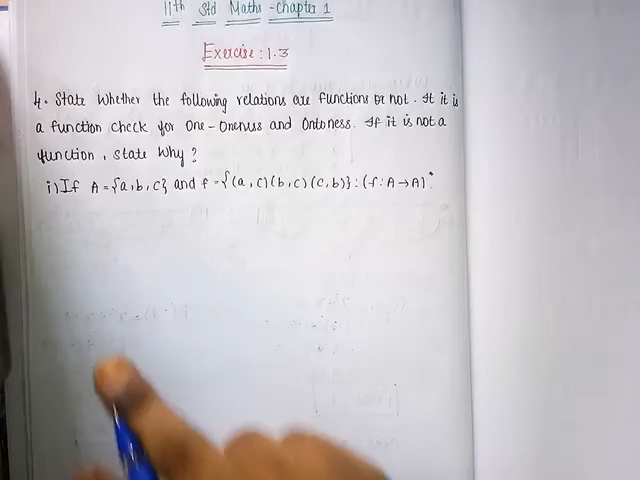 11th Std Maths - Chapter 1
Exercise : 1.3
4. State Whether the following relations are functions or not. If it is
a function check for One-Oneness and Ontoness. If it is not a
function, state Why?
i) If A = {a, b, c} and f = {(a, c)(b, c)(c, b)} : (f : A → A).